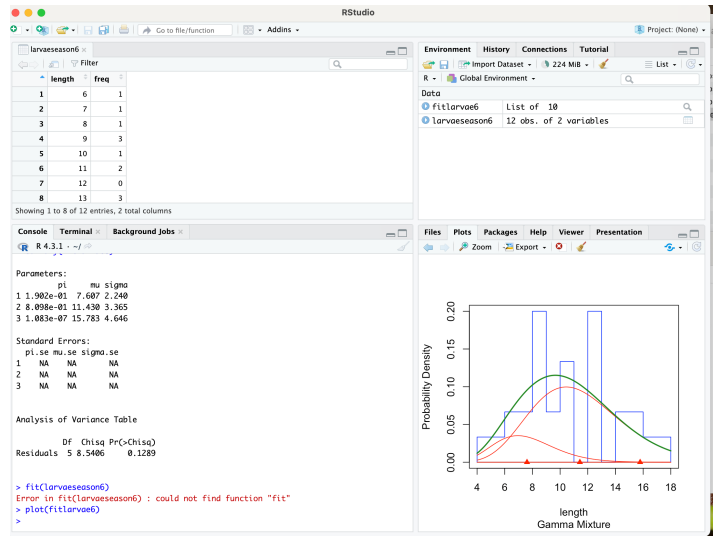 RStudio
Go to file/function
Addins
Project: (None)
larvaeseason6
Filter
length freq
1 6 1
2 7 1
3 8 1
4 9 3
5 10 1
6 11 2
7 12 0
8 13 3
Showing 1 to 8 of 12 entries, 2 total columns
Environment History Connections Tutorial
Import Dataset 224 MiB List
R Global Environment
Data
fitlarvae6 List of 10
larvaeseason6 12 obs. of 2 variables
Console Terminal Background Jobs
R 4.3.1 · ~/
Parameters:
pi mu sigma
1 1.902e-01 7.607 2.240
2 8.098e-01 11.430 3.365
3 1.083e-07 15.783 4.646
Standard Errors:
pi.se mu.se sigma.se
1 NA NA NA
2 NA NA NA
3 NA NA NA
Analysis of Variance Table
Df Chisq Pr(>Chisq)
Residuals 5 8.5406 0.1289
> fit(larvaeseason6)
Error in fit(larvaeseason6) : could not find function "fit"
> plot(fitlarvae6)
>
Files Plots Packages Help Viewer Presentation
Zoom Export
Probability Density
0.20
0.15
0.10
0.05
0.00
4 6 8 10 12 14 16 18
length
Gamma Mixture